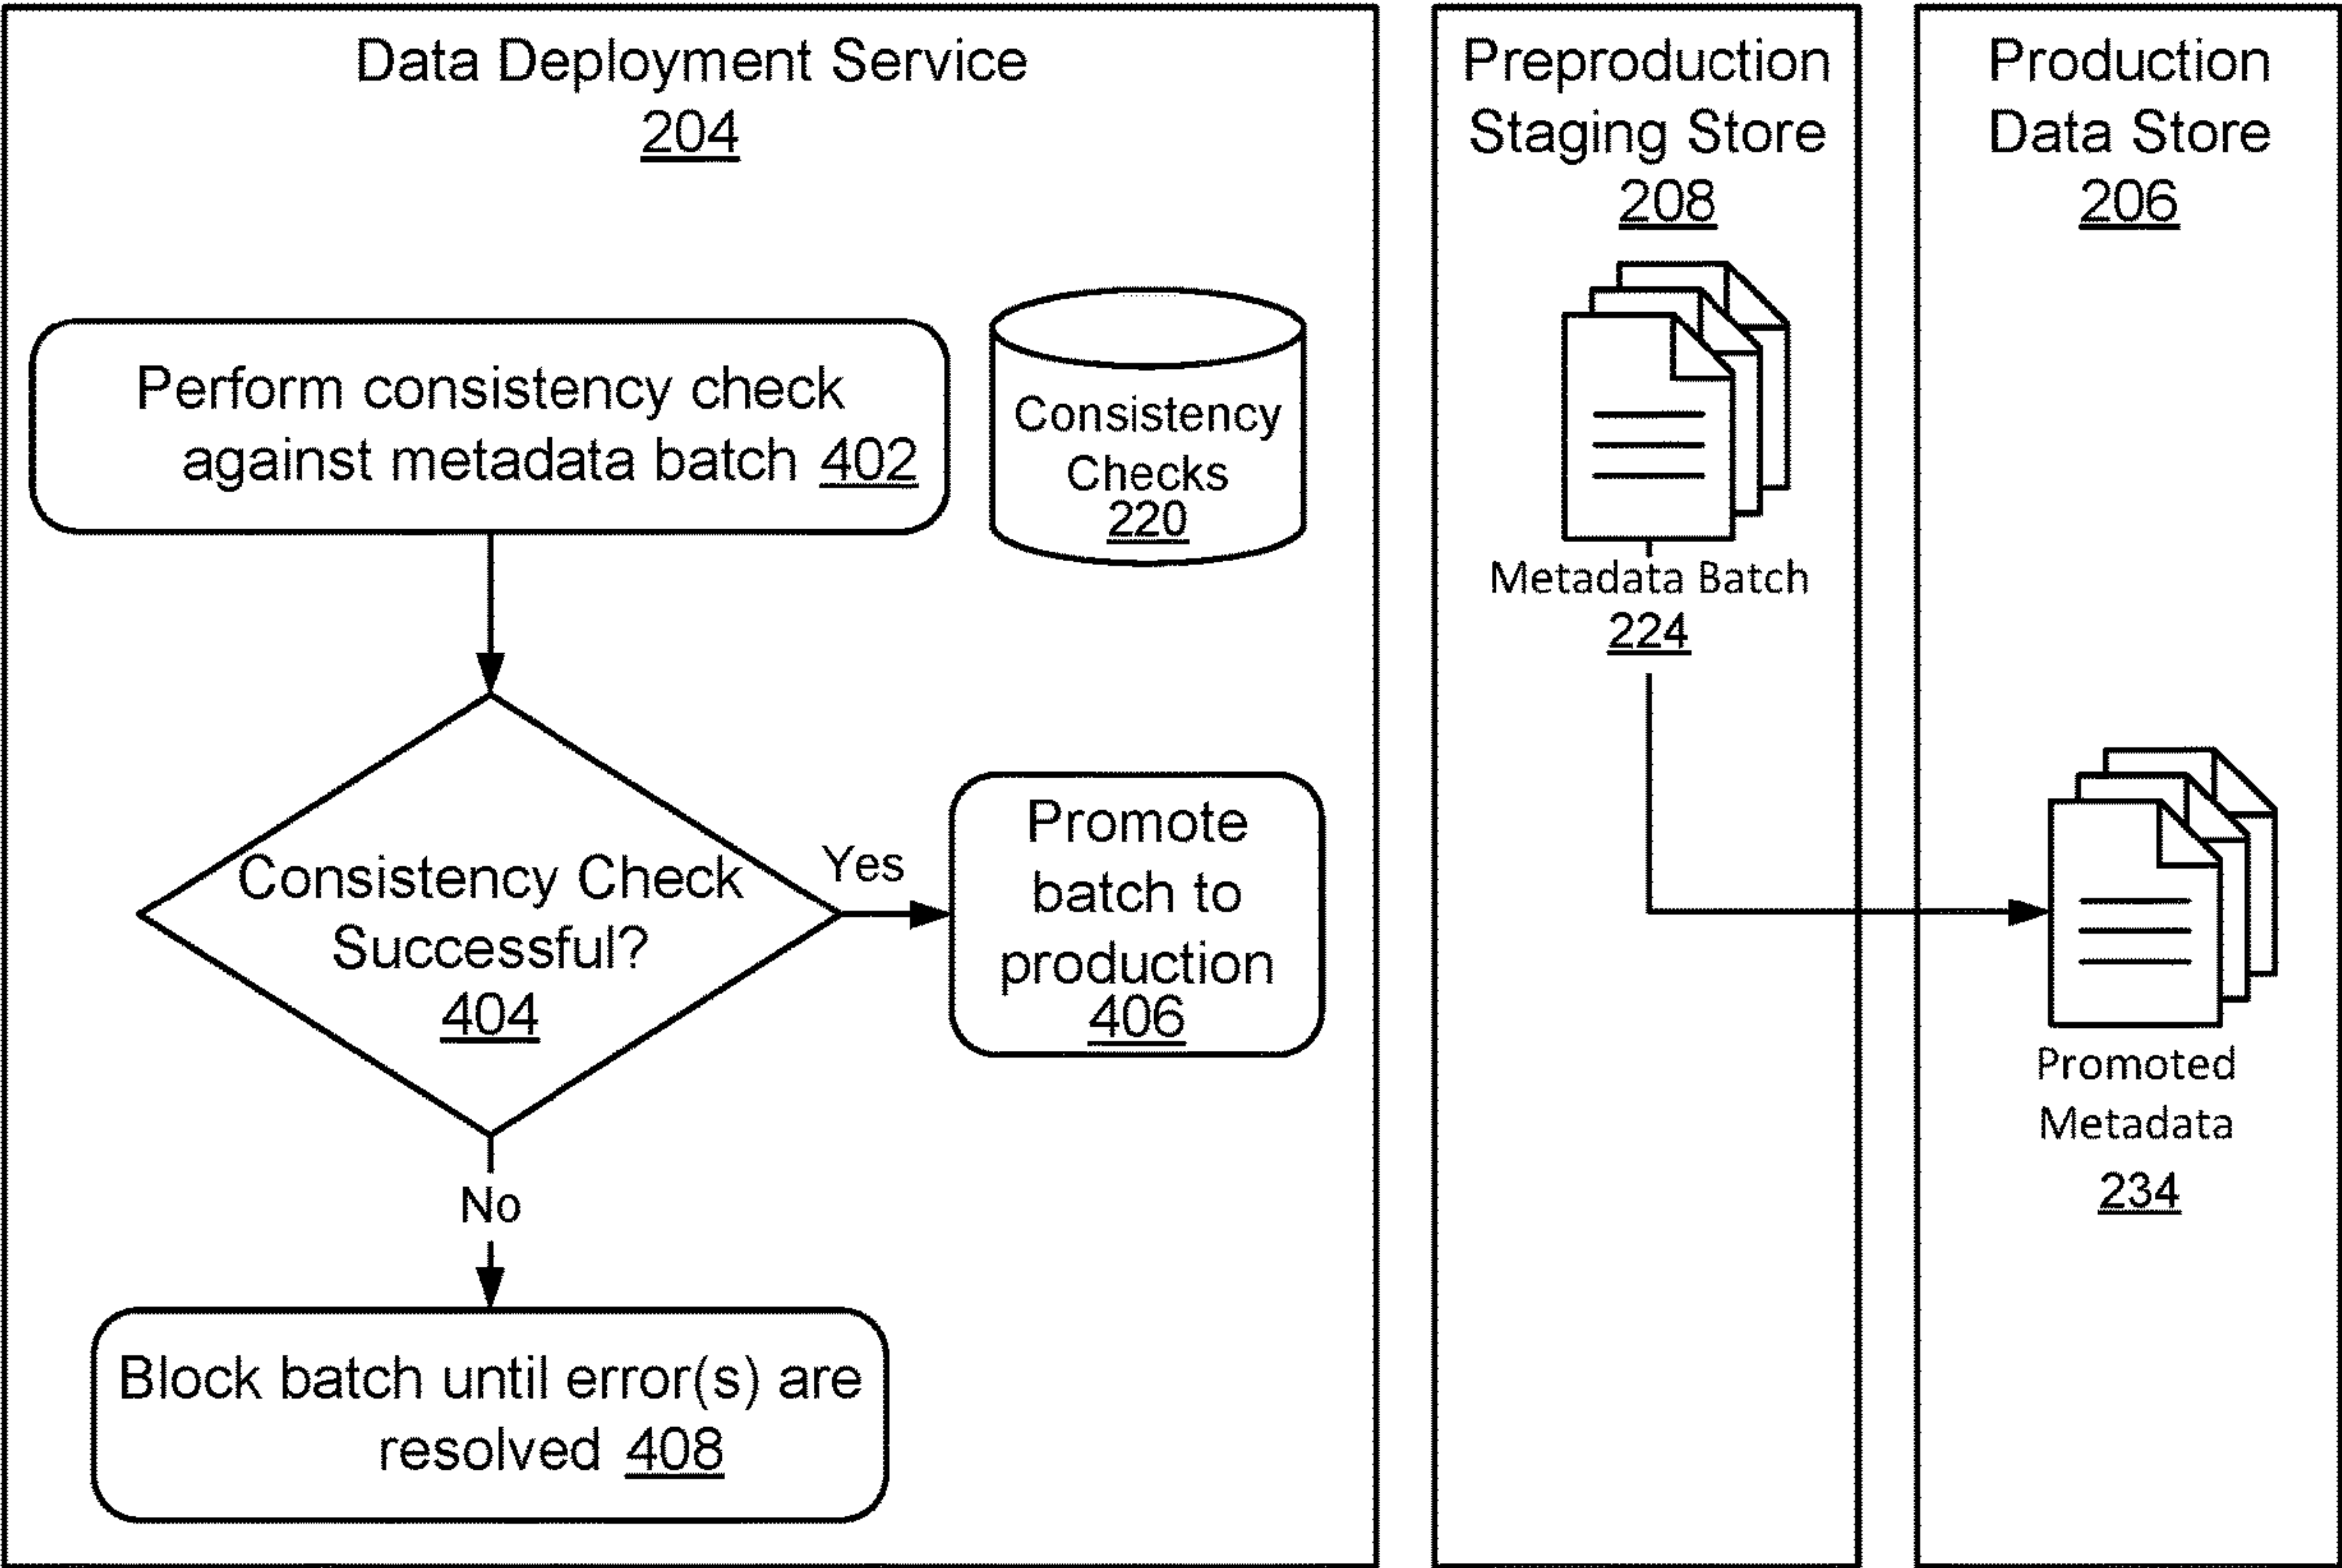 Data Deployment Service
204
Perform consistency check
against metadata batch 402
Consistency
Checks
220
Consistency Check
Successful?
404
Yes
Promote
batch to
production
406
No
Block batch until error(s) are
resolved 408
Preproduction
Staging Store
208
Metadata Batch
224
Production
Data Store
206
Promoted
Metadata
234